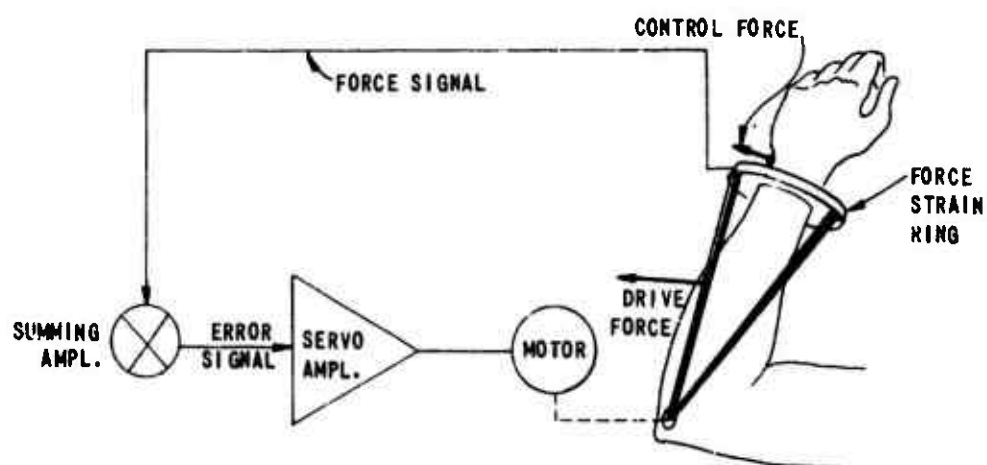 CONTROL FORCE
FORCE SIGNAL
FORCE
STRAIN
RING
DRIVE
FORCE
SUMMING
AMPL.
ERROR
SIGNAL
SERVO
AMPL.
MOTOR